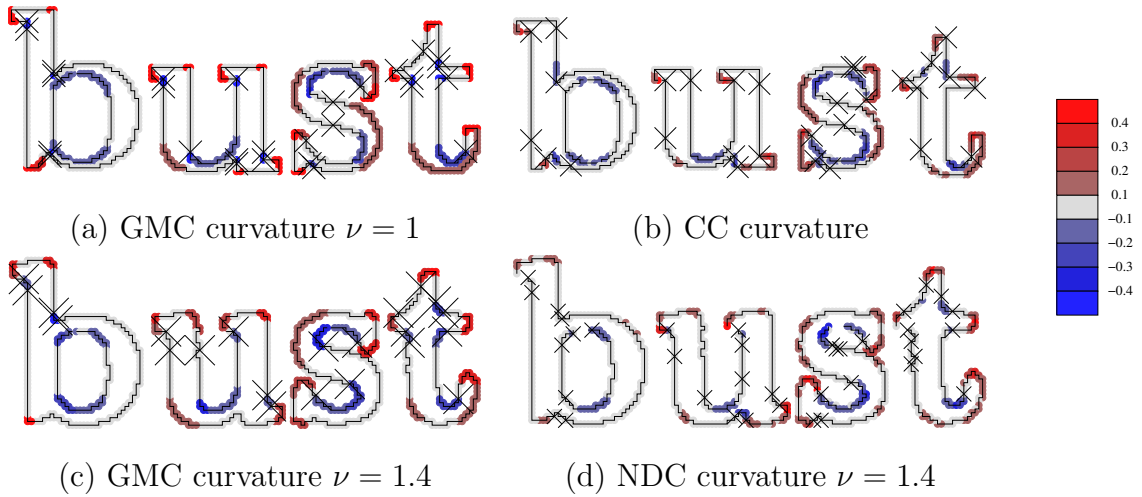 bust bust
(a) GMC curvature ν = 1
(b) CC curvature
0.4
0.3
0.2
0.1
−0.1
−0.2
−0.3
−0.4
bust bust
(c) GMC curvature ν = 1.4
(d) NDC curvature ν = 1.4